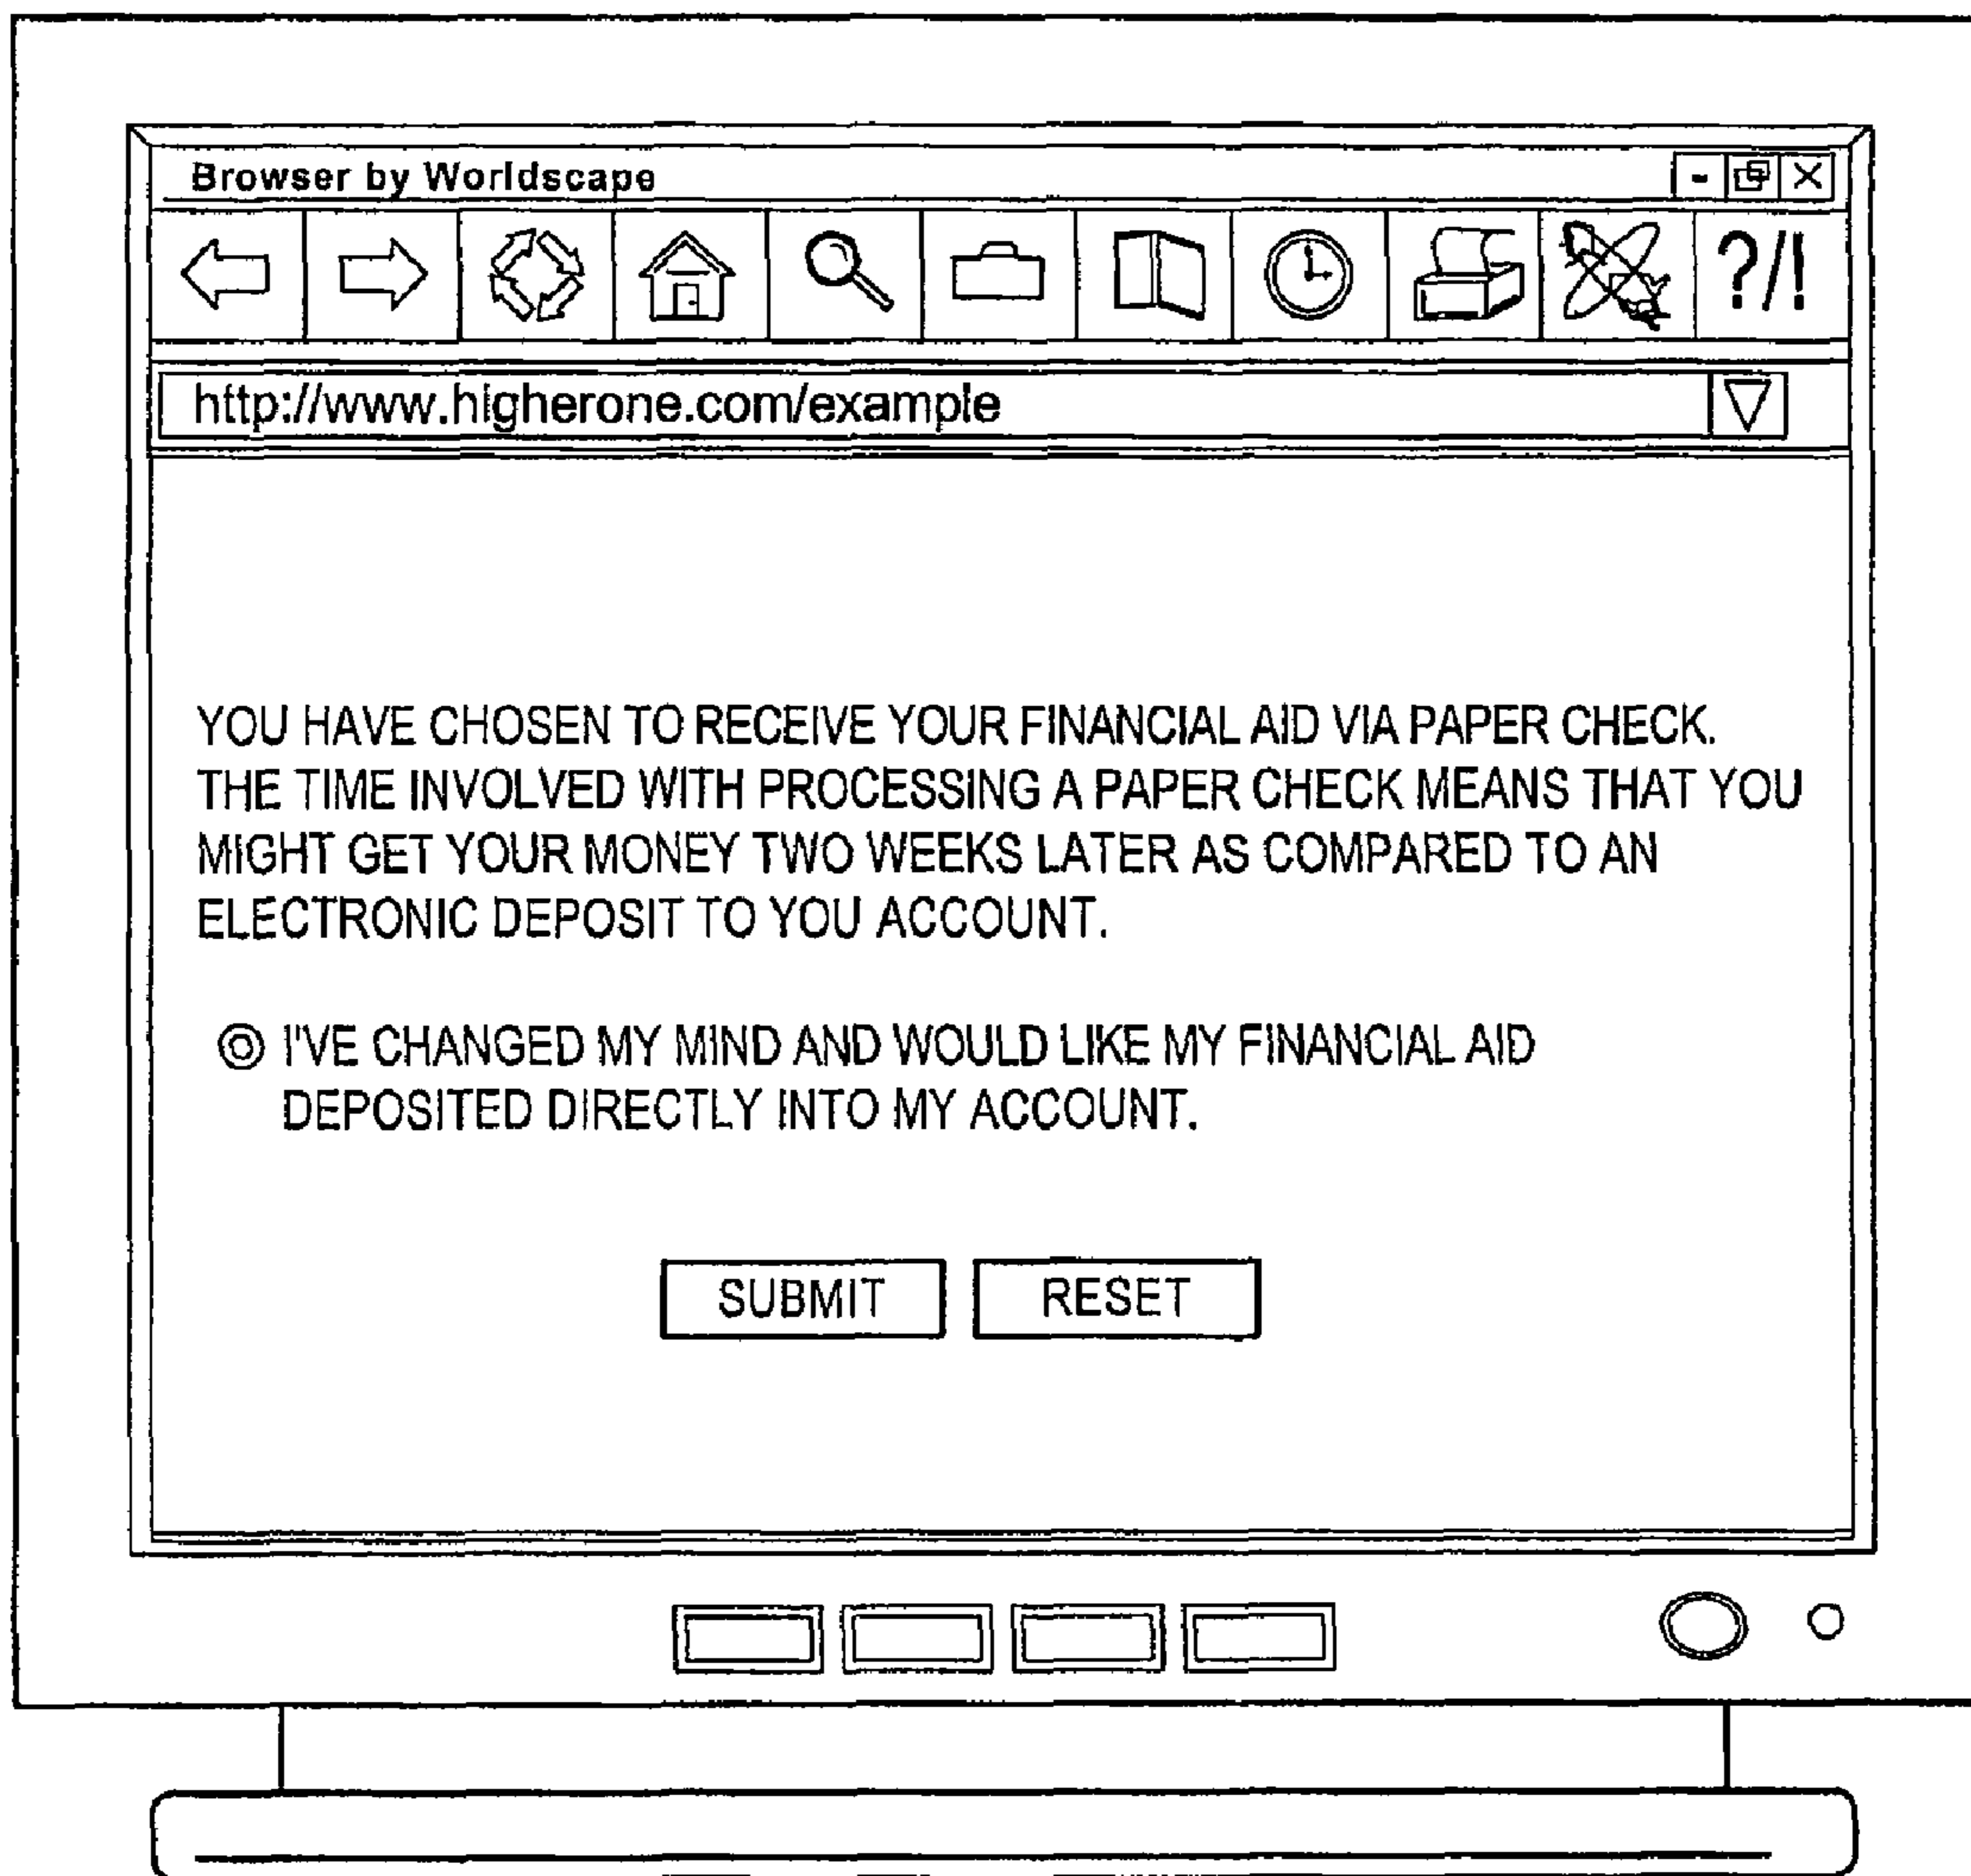 Browser by Worldscape
?/!
http://www.higherone.com/example
YOU HAVE CHOSEN TO RECEIVE YOUR FINANCIAL AID VIA PAPER CHECK.
THE TIME INVOLVED WITH PROCESSING A PAPER CHECK MEANS THAT YOU
MIGHT GET YOUR MONEY TWO WEEKS LATER AS COMPARED TO AN
ELECTRONIC DEPOSIT TO YOU ACCOUNT.
I'VE CHANGED MY MIND AND WOULD LIKE MY FINANCIAL AID
DEPOSITED DIRECTLY INTO MY ACCOUNT.
SUBMIT RESET